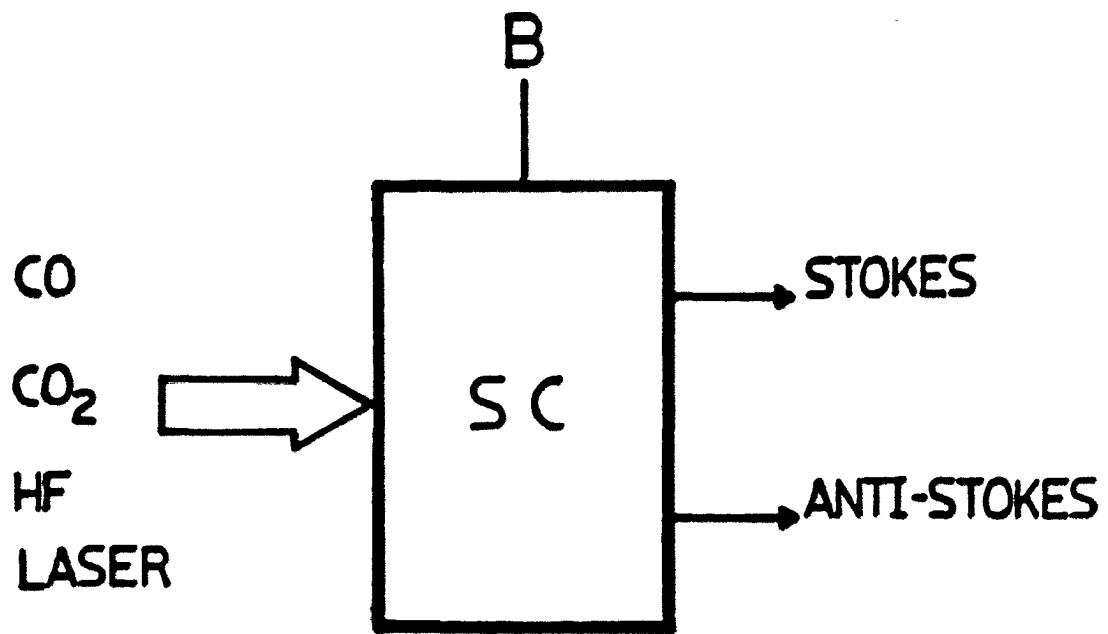 B
CO
STOKES
CO₂
SC
HF
ANTI-STOKES
LASER